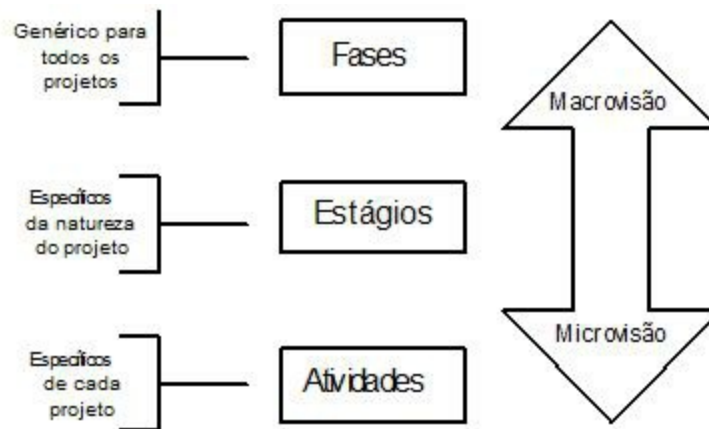 Genérico para
todos os
projetos
Fases
Macrovisão
Específicos
da natureza
do projeto
Estágios
Específicos
de cada
projeto
Atividades
Microvisão